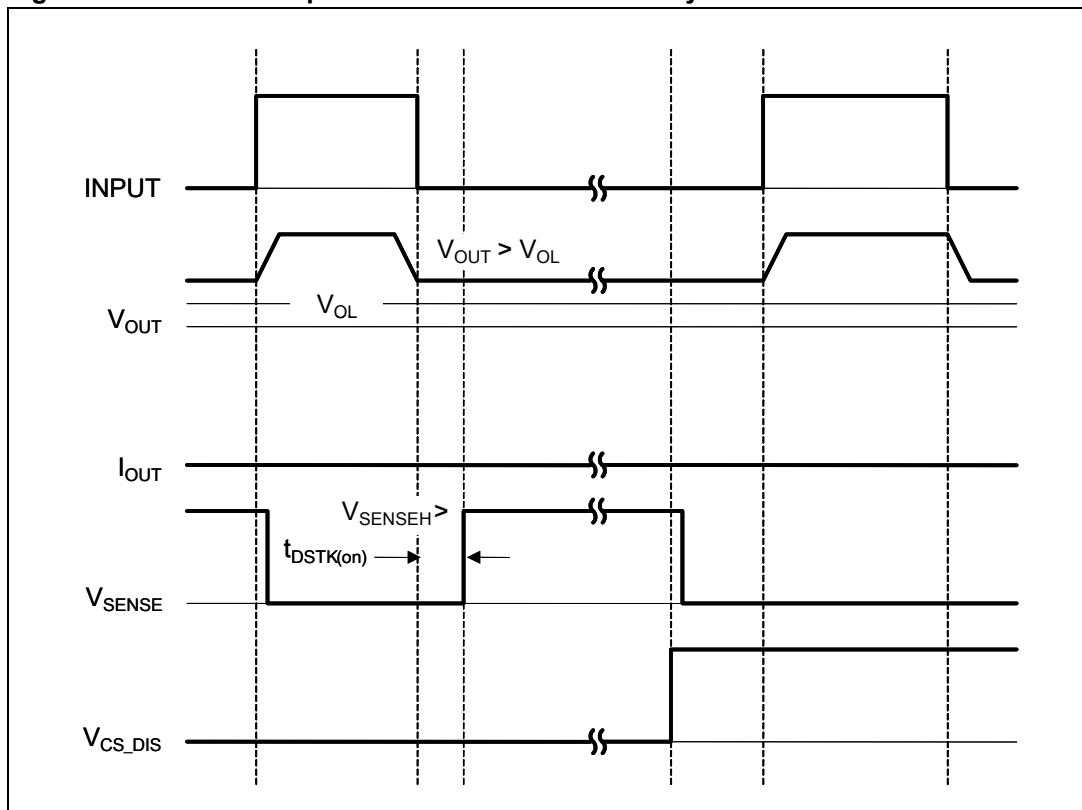 INPUT
V_OUT > V_OL
V_OL
V_OUT
I_OUT
V_SENSEH >
t_DSTK(on)
V_SENSE
V_CS_DIS